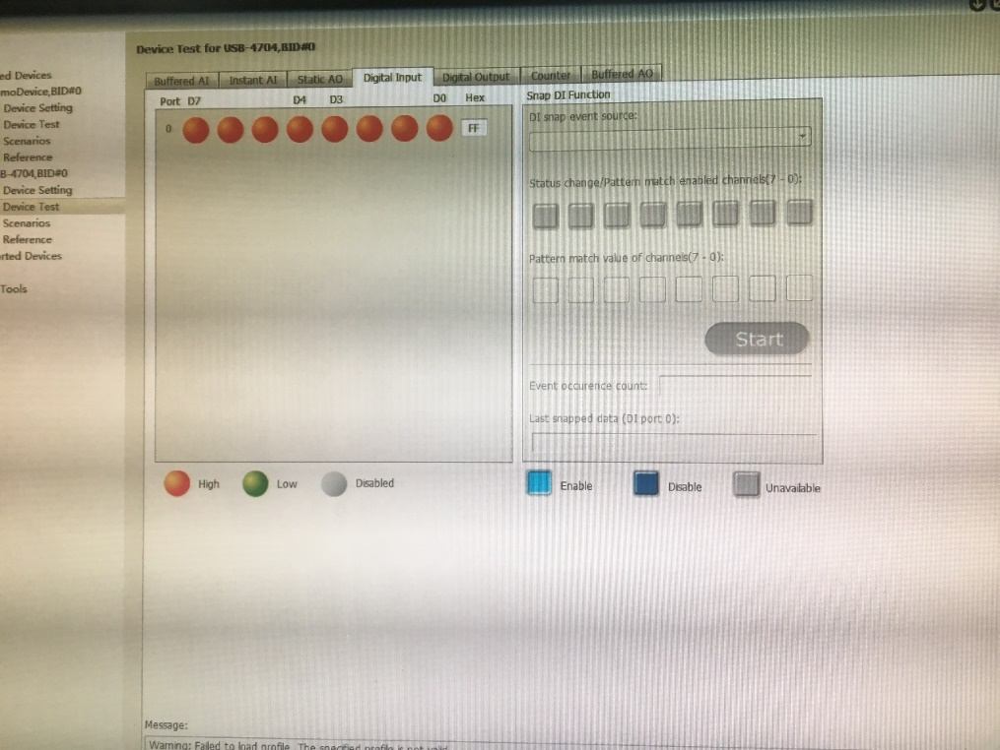 Device Test for USB-4704,BID#0
ed Devices
moDevice,BID#0
Device Setting
Device Test
Scenarios
Reference
B-4704,BID#0
Device Setting
Device Test
Scenarios
Reference
rted Devices
Tools
Buffered AI Instant AI Static AO Digital Input Digital Output Counter Buffered AO
Port D7 D4 D3 D0 Hex
0 FF
High Low Disabled
Snap DI Function
DI snap event source:
Status change/Pattern match enabled channels(7 - 0):
Pattern match value of channels(7 - 0):
Start
Event occurence count:
Last snapped data (DI port 0):
Enable Disable Unavailable
Message:
Warning: Failed to load profile. The specified profile is not valid